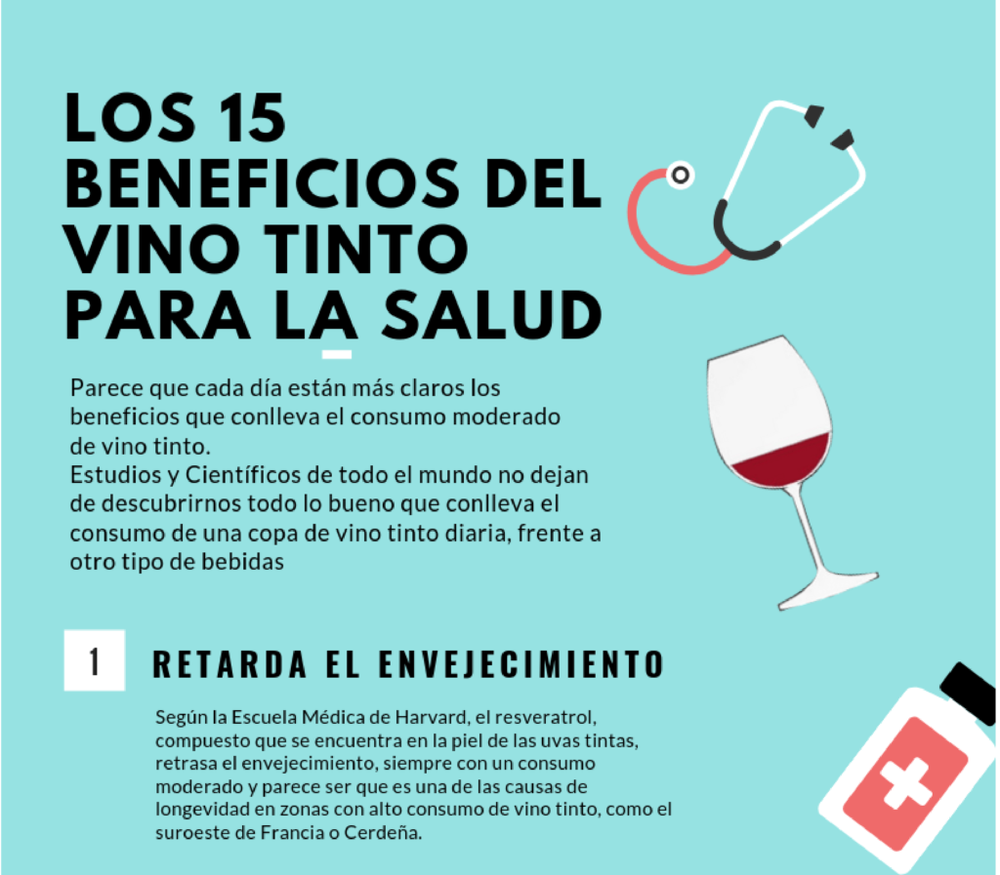 LOS 15
BENEFICIOS DEL
VINO TINTO
PARA LA SALUD
Parece que cada día están más claros los
beneficios que conlleva el consumo moderado
de vino tinto.
Estudios y Científicos de todo el mundo no dejan
de descubrirnos todo lo bueno que conlleva el
consumo de una copa de vino tinto diaria, frente a
otro tipo de bebidas
1 RETARDA EL ENVEJECIMIENTO
Según la Escuela Médica de Harvard, el resveratrol,
compuesto que se encuentra en la piel de las uvas tintas,
retrasa el envejecimiento, siempre con un consumo
moderado y parece ser que es una de las causas de
longevidad en zonas con alto consumo de vino tinto, como el
suroeste de Francia o Cerdeña.